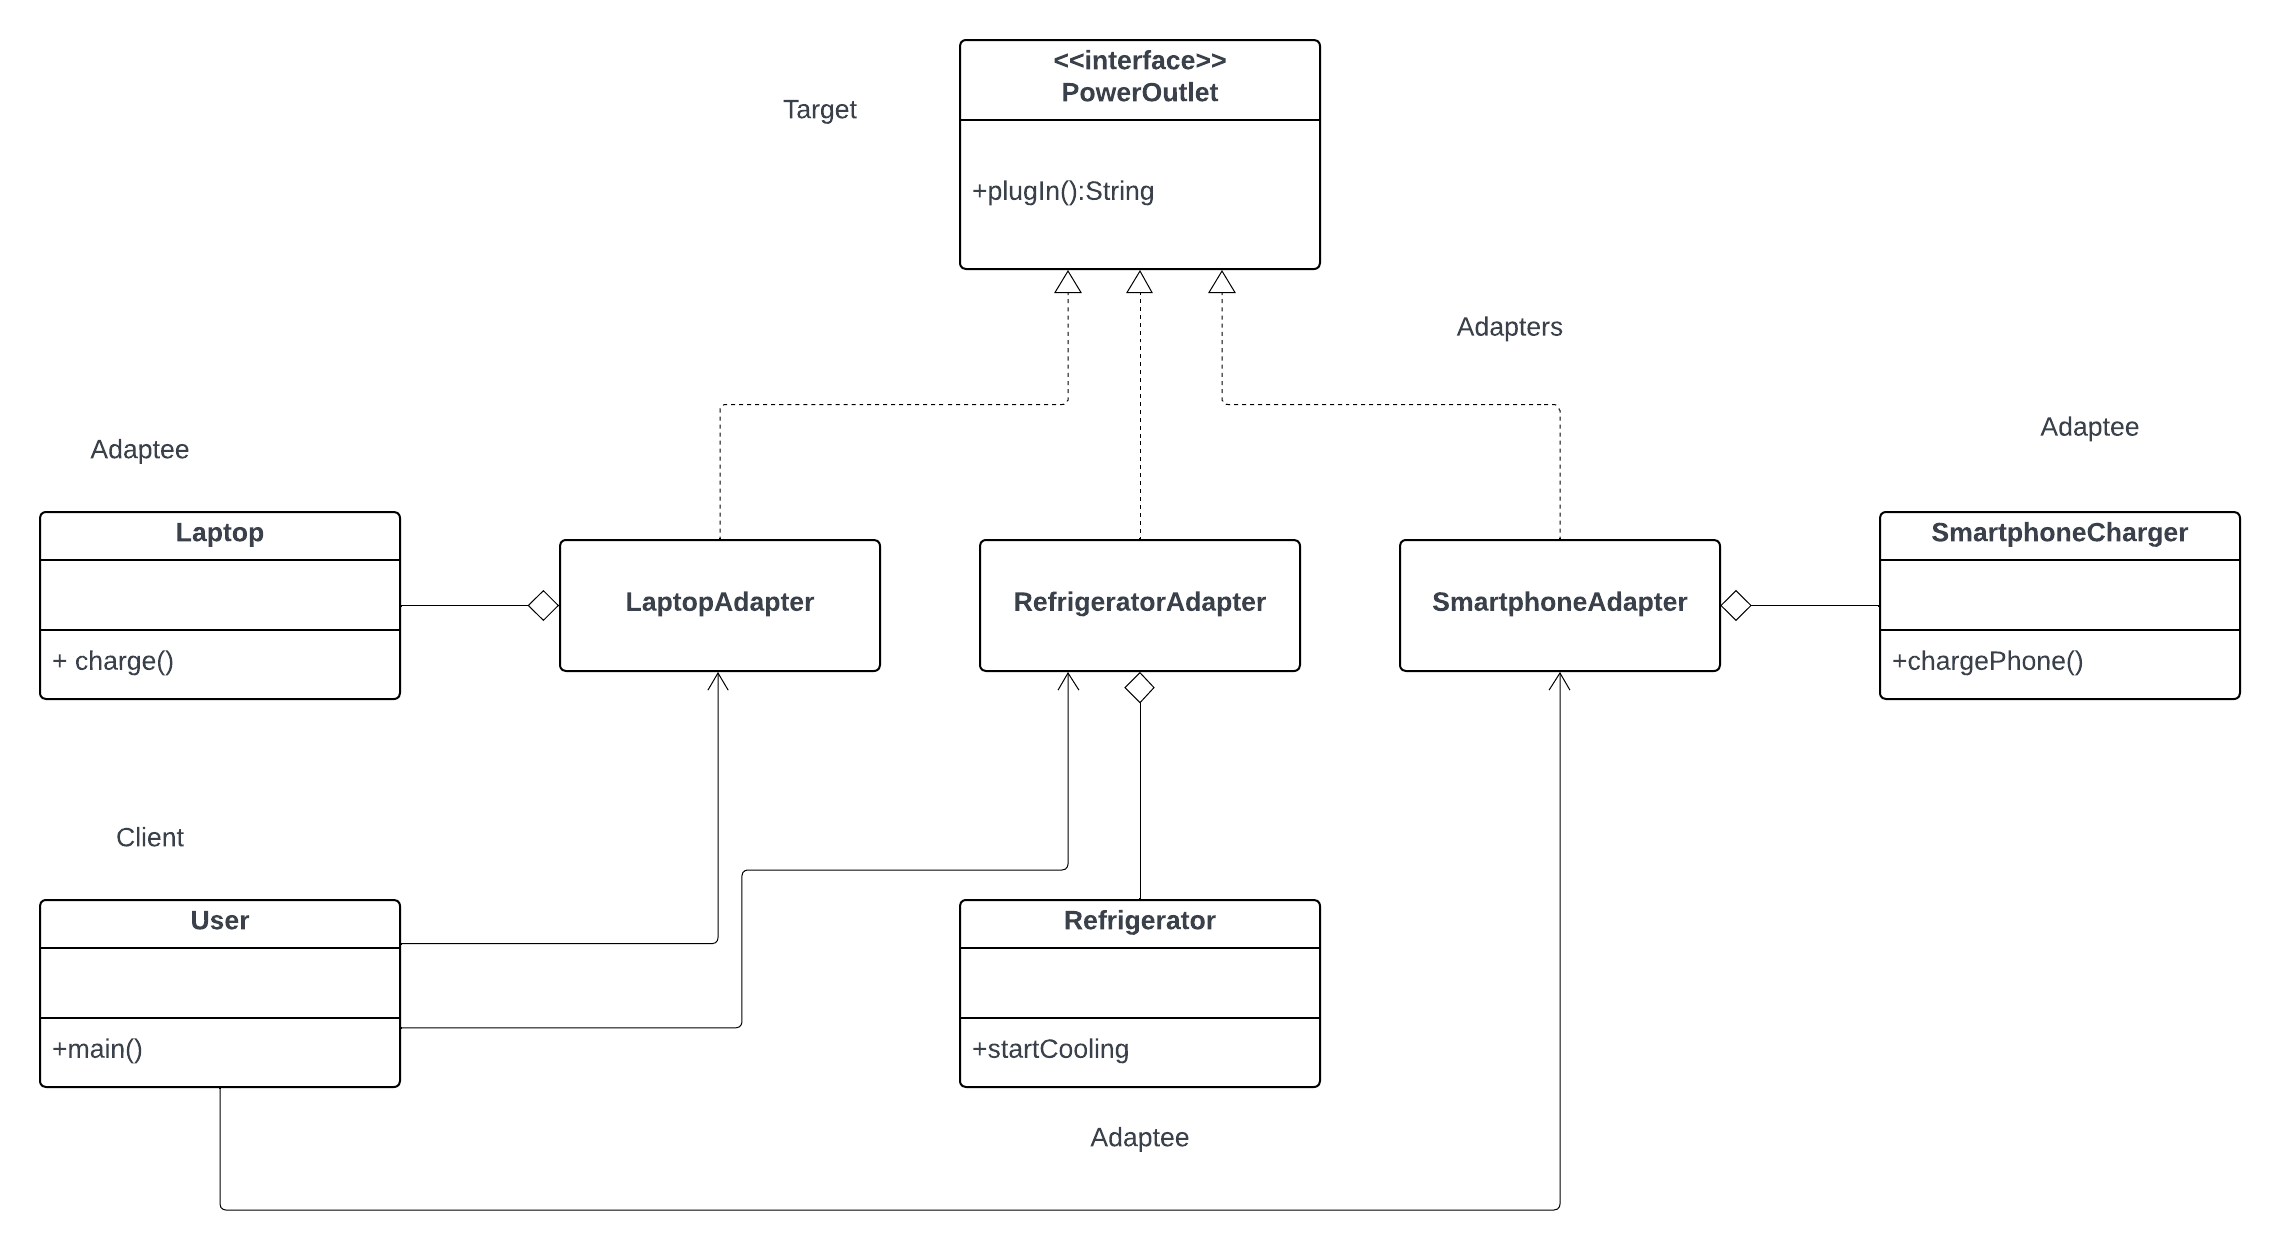 <<interface>>
PowerOutlet
Target
+plugIn():String
Adapters
Adaptee
Adaptee
Laptop
+ charge()
LaptopAdapter
RefrigeratorAdapter
SmartphoneAdapter
SmartphoneCharger
+chargePhone()
Client
User
+main()
Refrigerator
+startCooling
Adaptee